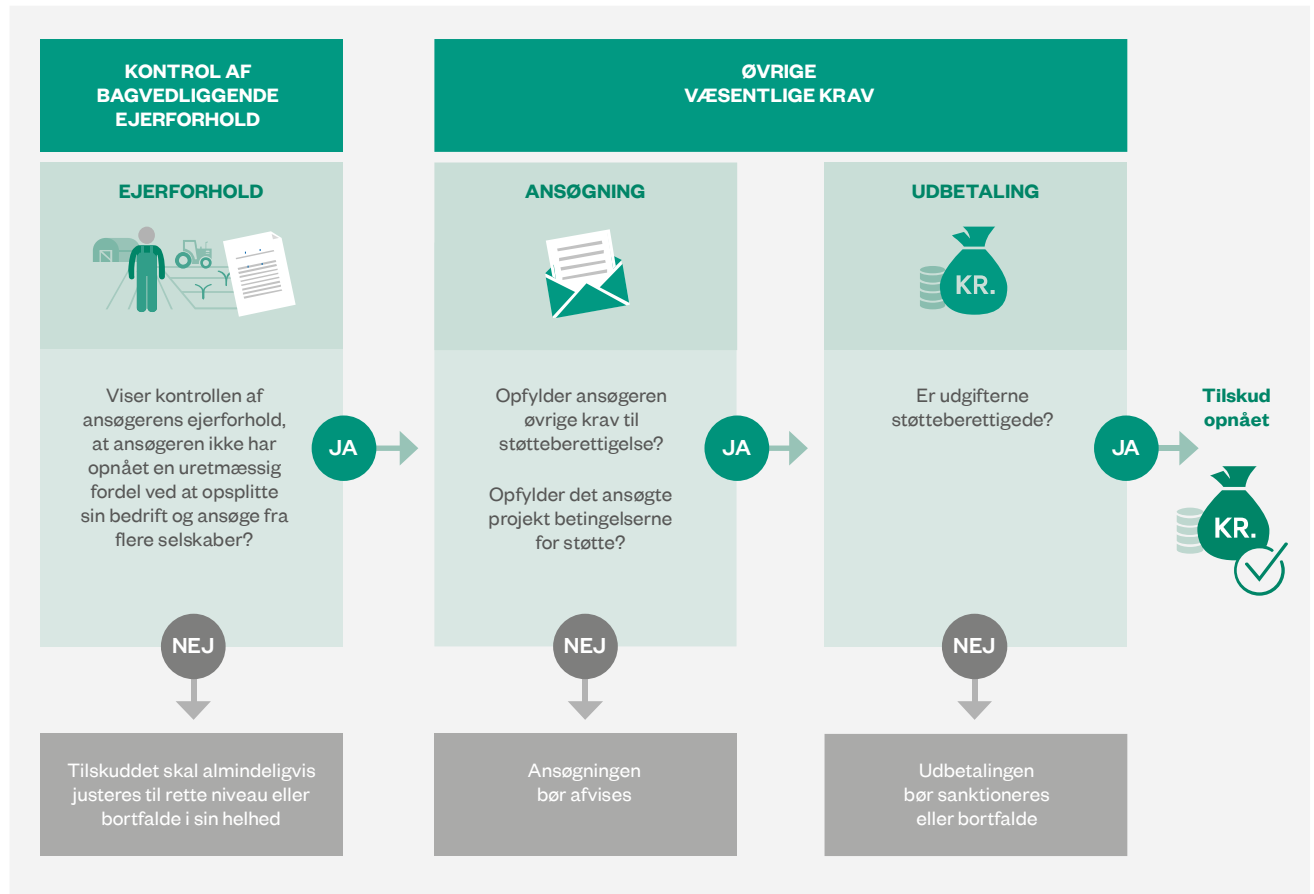 KONTROL AF
BAGVEDLIGGENDE
EJERFORHOLD
ØVRIGE
VÆSENTLIGE KRAV
EJERFORHOLD
Viser kontrollen af
ansøgerens ejerforhold,
at ansøgeren ikke har
opnået en uretmæssig
fordel ved at opsplitte
sin bedrift og ansøge fra
flere selskaber?
JA
NEJ
Tilskuddet skal almindeligvis
justeres til rette niveau eller
bortfalde i sin helhed
ANSØGNING
Opfylder ansøgeren
øvrige krav til
støtteberettigelse?
Opfylder det ansøgte
projekt betingelserne
for støtte?
JA
NEJ
Ansøgningen
bør afvises
UDBETALING
KR.
Er udgifterne
støtteberettigede?
JA
NEJ
Udbetalingen
bør sanktioneres
eller bortfalde
Tilskud
opnået
KR.